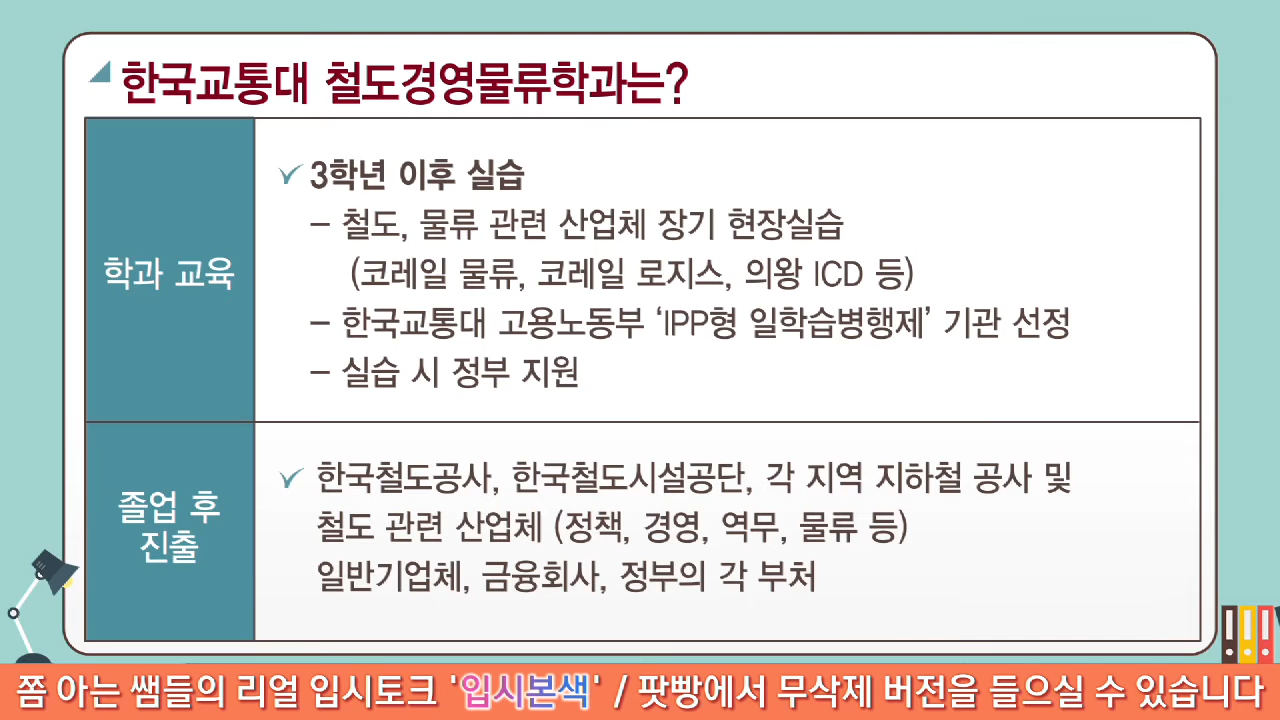 한국교통대 철도경영물류학과는?
학과 교육
3학년 이후 실습
– 철도, 물류 관련 산업체 장기 현장실습
(코레일 물류, 코레일 로지스, 의왕 ICD 등)
– 한국교통대 고용노동부 ‘IPP형 일학습병행제’ 기관 선정
– 실습 시 정부 지원
졸업 후
진출
한국철도공사, 한국철도시설공단, 각 지역 지하철 공사 및
철도 관련 산업체 (정책, 경영, 역무, 물류 등)
일반기업체, 금융회사, 정부의 각 부처
쫌 아는 쌤들의 리얼 입시토크 '입시본색' / 팟빵에서 무삭제 버전을 들으실 수 있습니다